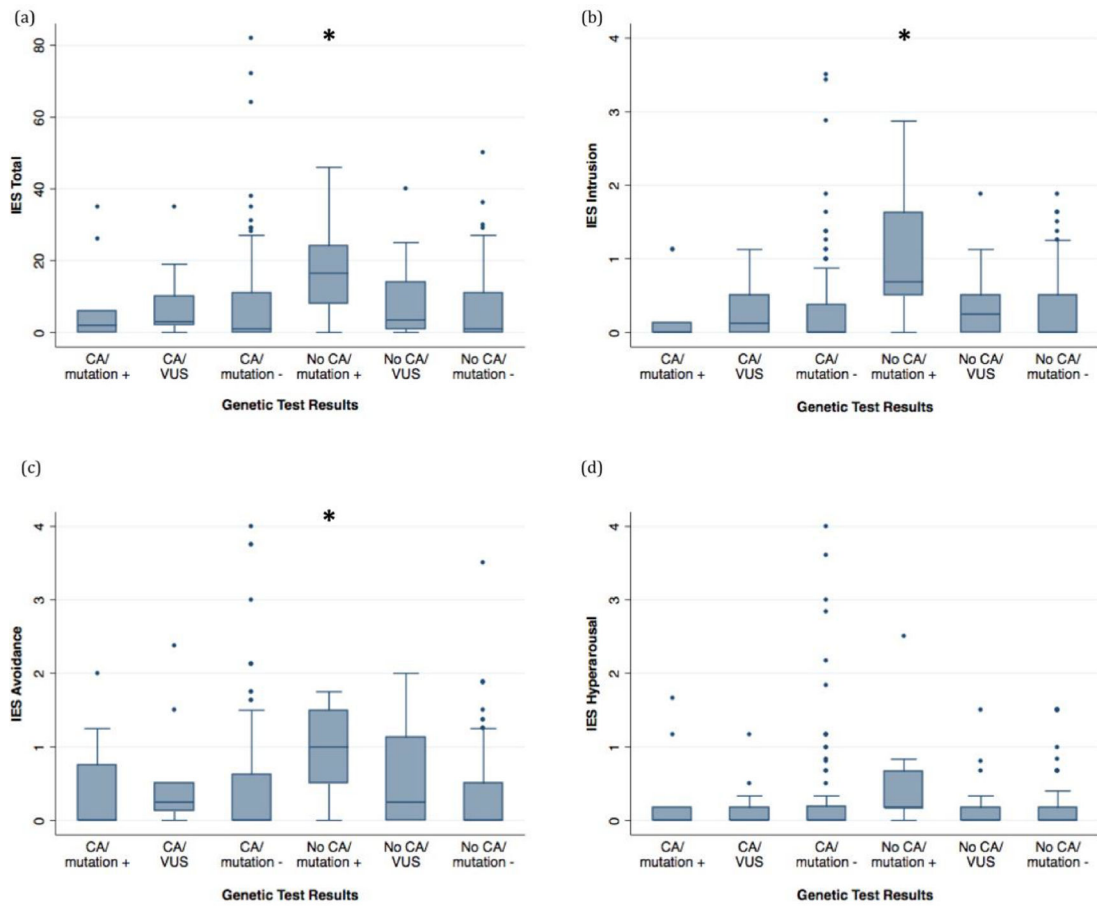 (a)
*
80
60
40
20
0
IES Total
CA/ CA/ CA/ No CA/ No CA/ No CA/
mutation + VUS mutation - mutation + VUS mutation -
Genetic Test Results
(b)
*
4
3
2
1
0
IES Intrusion
CA/ CA/ CA/ No CA/ No CA/ No CA/
mutation + VUS mutation - mutation + VUS mutation -
Genetic Test Results
(c)
*
4
3
2
1
0
IES Avoidance
CA/ CA/ CA/ No CA/ No CA/ No CA/
mutation + VUS mutation - mutation + VUS mutation -
Genetic Test Results
(d)
4
3
2
1
0
IES Hyperarousal
CA/ CA/ CA/ No CA/ No CA/ No CA/
mutation + VUS mutation - mutation + VUS mutation -
Genetic Test Results